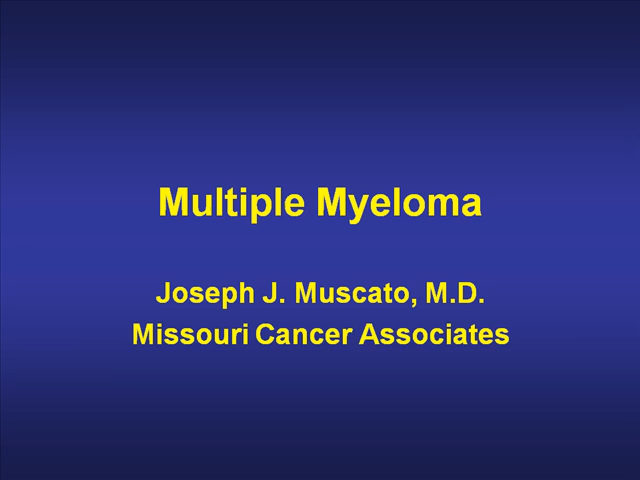 Multiple Myeloma
Joseph J. Muscato, M.D.
Missouri Cancer Associates